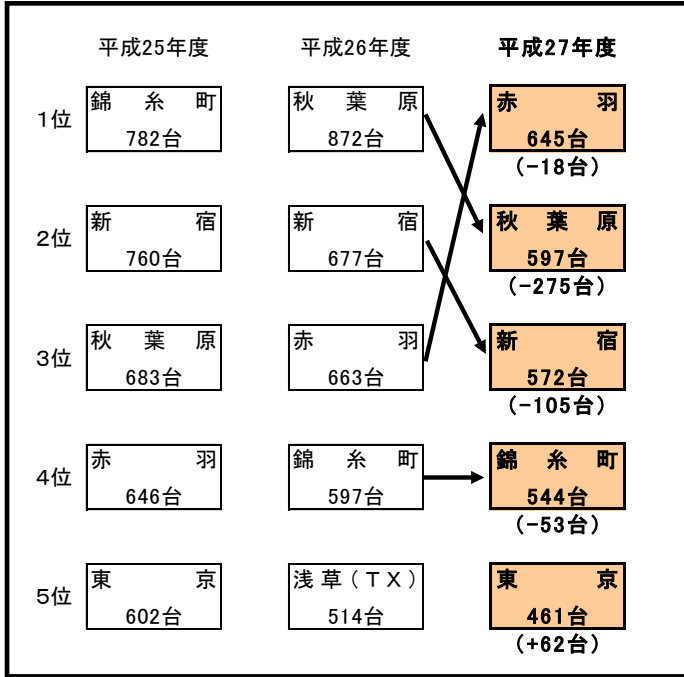 平成25年度 平成26年度 平成27年度
1位 錦糸町 秋葉原 赤羽
782台 872台 645台
(-18台)
2位 新宿 新宿 秋葉原
760台 677台 597台
(-275台)
3位 秋葉原 赤羽 新宿
683台 663台 572台
(-105台)
4位 赤羽 錦糸町 錦糸町
646台 597台 544台
(-53台)
5位 東京 浅草(TX) 東京
602台 514台 461台
(+62台)